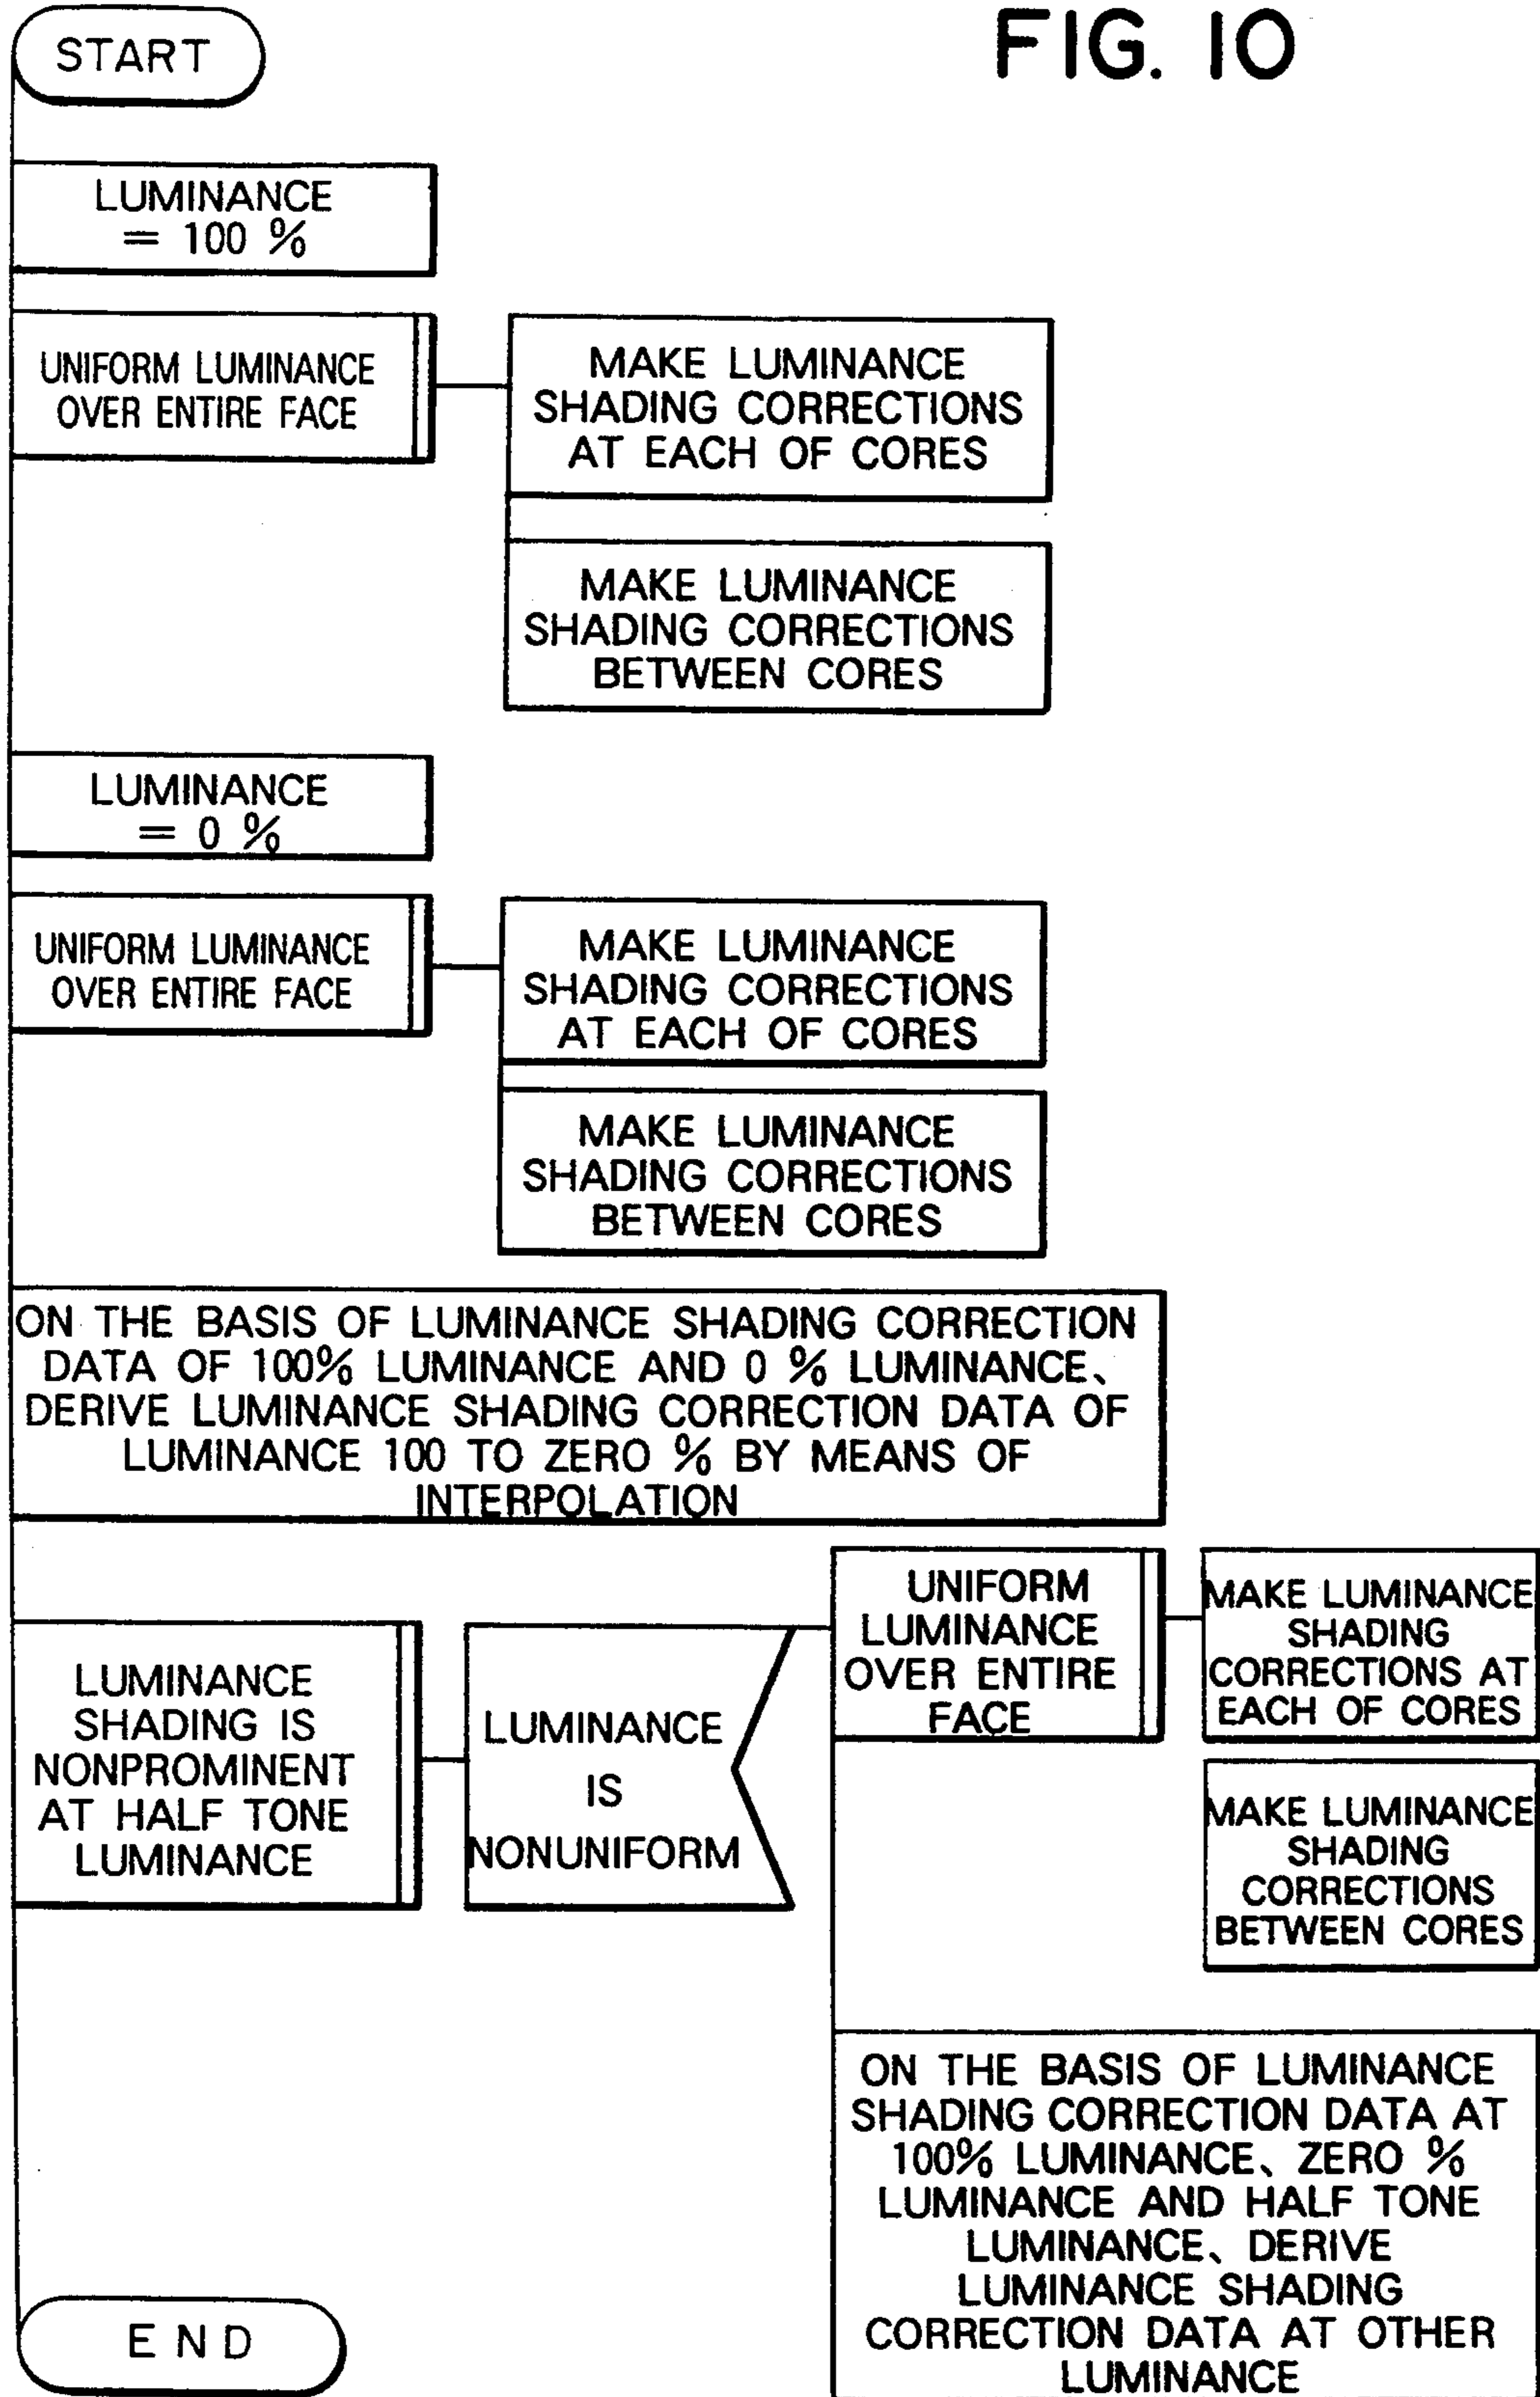 FIG. 10
START
LUMINANCE
= 100 %
UNIFORM LUMINANCE
OVER ENTIRE FACE
MAKE LUMINANCE
SHADING CORRECTIONS
AT EACH OF CORES
MAKE LUMINANCE
SHADING CORRECTIONS
BETWEEN CORES
LUMINANCE
= 0 %
UNIFORM LUMINANCE
OVER ENTIRE FACE
MAKE LUMINANCE
SHADING CORRECTIONS
AT EACH OF CORES
MAKE LUMINANCE
SHADING CORRECTIONS
BETWEEN CORES
ON THE BASIS OF LUMINANCE SHADING CORRECTION
DATA OF 100% LUMINANCE AND 0 % LUMINANCE、
DERIVE LUMINANCE SHADING CORRECTION DATA OF
LUMINANCE 100 TO ZERO % BY MEANS OF
INTERPOLATION
LUMINANCE
SHADING IS
NONPROMINENT
AT HALF TONE
LUMINANCE
LUMINANCE
IS
NONUNIFORM
UNIFORM
LUMINANCE
OVER ENTIRE
FACE
MAKE LUMINANCE
SHADING
CORRECTIONS AT
EACH OF CORES
MAKE LUMINANCE
SHADING
CORRECTIONS
BETWEEN CORES
ON THE BASIS OF LUMINANCE
SHADING CORRECTION DATA AT
100% LUMINANCE、ZERO %
LUMINANCE AND HALF TONE
LUMINANCE、DERIVE
LUMINANCE SHADING
CORRECTION DATA AT OTHER
LUMINANCE
END